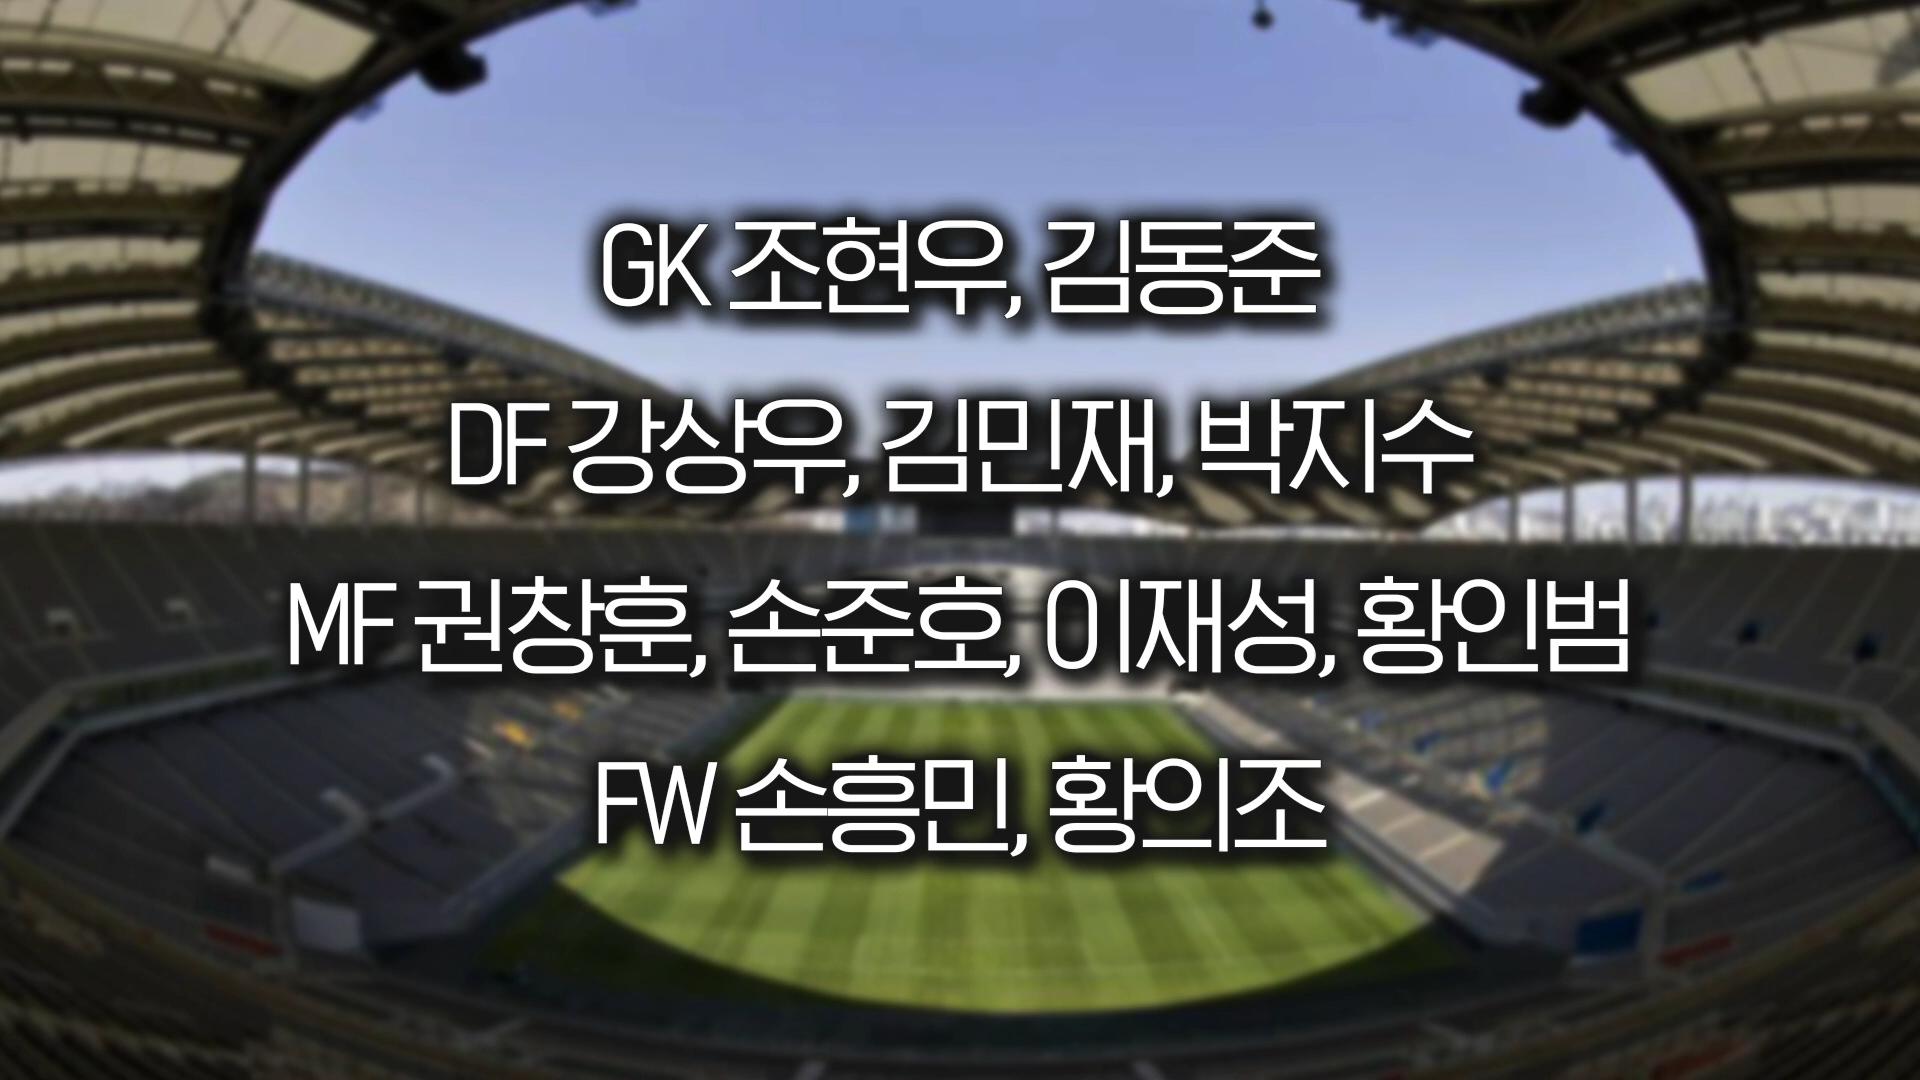 GK 조현우, 김동준
DF 강상우, 김민재, 박지수
MF 권창훈, 손준호, 이재성, 황인범
FW 손흥민, 황의조